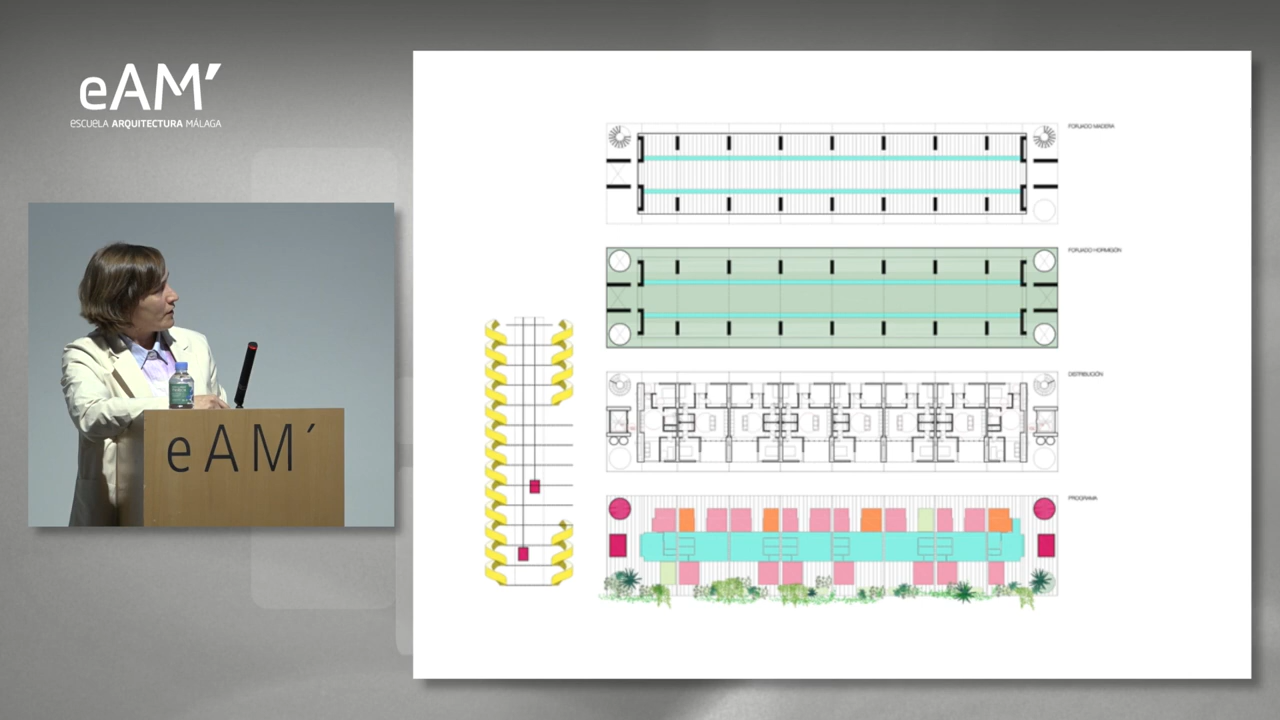 eAM'
ESCUELA ARQUITECTURA MÁLAGA
eAM'
FORJADO MADERA
FORJADO HORMIGÓN
DISTRIBUCIÓN
PROGRAMA